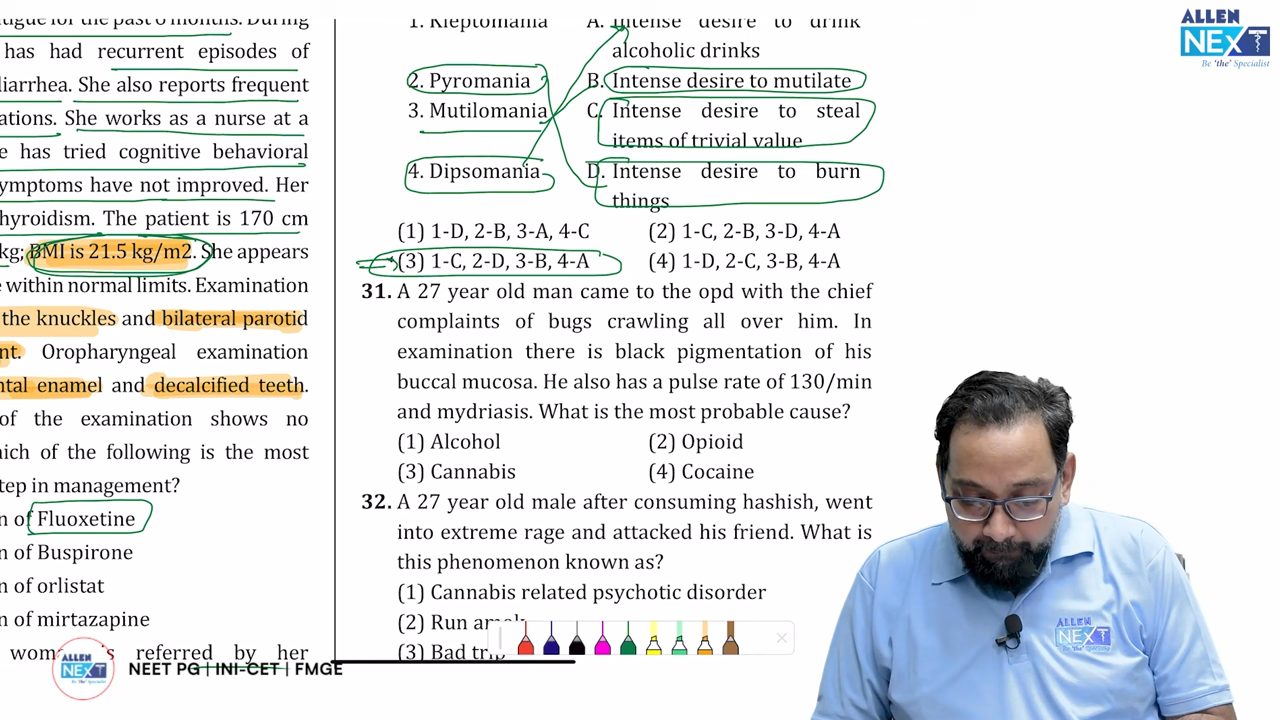 tigue for the past 6 months. During
has had recurrent episodes of
diarrhea. She also reports frequent
ations. She works as a nurse at a
e has tried cognitive behavioral
symptoms have not improved. Her
hyroidism. The patient is 170 cm
kg; BMI is 21.5 kg/m2. She appears
e within normal limits. Examination
the knuckles and bilateral parotid
nt. Oropharyngeal examination
ntal enamel and decalcified teeth.
of the examination shows no
hich of the following is the most
step in management?
n of Fluoxetine
n of Buspirone
n of orlistat
n of mirtazapine
is referred by her
1. Kleptomania A. Intense desire to drink
alcoholic drinks
2. Pyromania B. Intense desire to mutilate
3. Mutilomania C. Intense desire to steal
items of trivial value
4. Dipsomania D. Intense desire to burn
things
(1) 1-D, 2-B, 3-A, 4-C (2) 1-C, 2-B, 3-D, 4-A
(3) 1-C, 2-D, 3-B, 4-A (4) 1-D, 2-C, 3-B, 4-A
31. A 27 year old man came to the opd with the chief
complaints of bugs crawling all over him. In
examination there is black pigmentation of his
buccal mucosa. He also has a pulse rate of 130/min
and mydriasis. What is the most probable cause?
(1) Alcohol (2) Opioid
(3) Cannabis (4) Cocaine
32. A 27 year old male after consuming hashish, went
into extreme rage and attacked his friend. What is
this phenomenon known as?
(1) Cannabis related psychotic disorder
(2) Run amok
(3) Bad trip
ALLEN
NEXT
Be 'the' Specialist
ALLEN
NEXT
ALLEN
NEXT
Be 'the' Specialist
NEET PG | INI-CET | FMGE